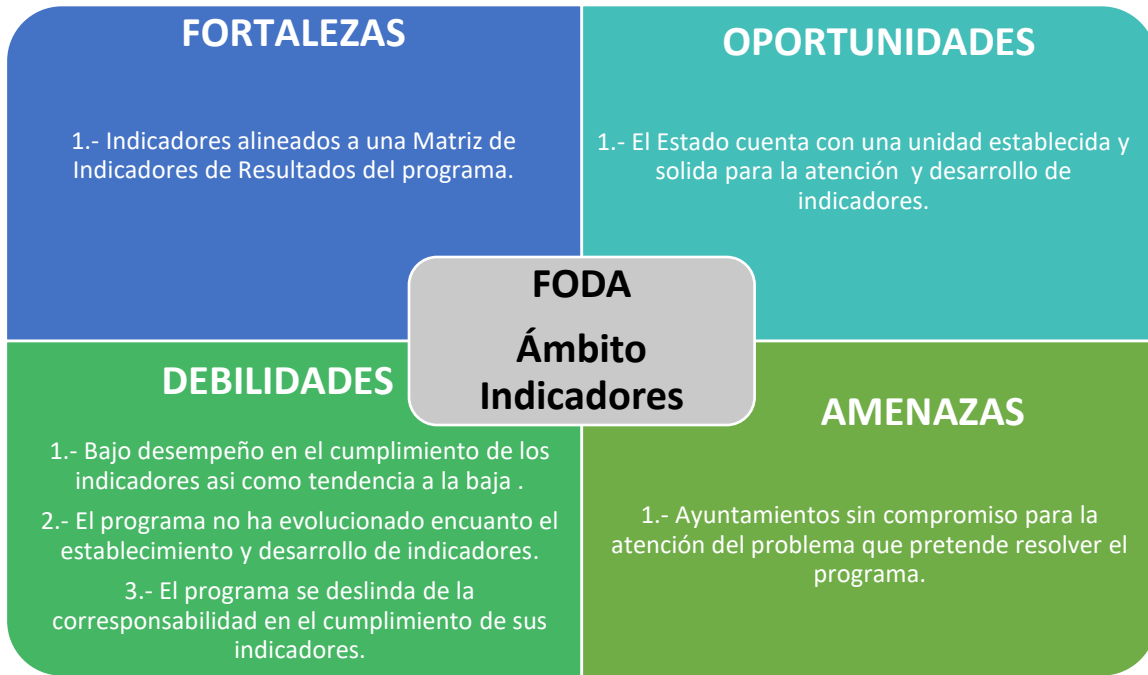 FORTALEZAS
1.- Indicadores alineados a una Matriz de
Indicadores de Resultados del programa.
OPORTUNIDADES
1.- El Estado cuenta con una unidad establecida y
solida para la atención y desarrollo de
indicadores.
FODA
Ámbito
Indicadores
DEBILIDADES
1.- Bajo desempeño en el cumplimiento de los
indicadores asi como tendencia a la baja .
2.- El programa no ha evolucionado encuanto el
establecimiento y desarrollo de indicadores.
3.- El programa se deslinda de la
corresponsabilidad en el cumplimiento de sus
indicadores.
AMENAZAS
1.- Ayuntamientos sin compromiso para la
atención del problema que pretende resolver el
programa.